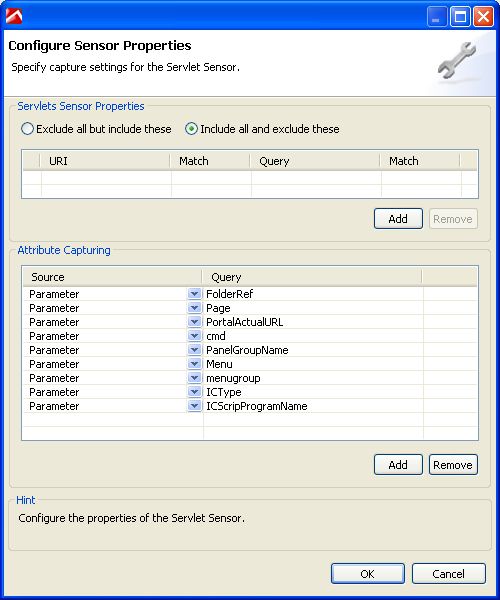 Configure Sensor Properties
Specify capture settings for the Servlet Sensor.
Servlets Sensor Properties
Exclude all but include these Include all and exclude these
URI Match Query Match
Add Remove
Attribute Capturing
Source Query
Parameter FolderRef
Parameter Page
Parameter PortalActualURL
Parameter cmd
Parameter PanelGroupName
Parameter Menu
Parameter menugroup
Parameter ICType
Parameter ICScripProgramName
Add Remove
Hint
Configure the properties of the Servlet Sensor.
OK Cancel